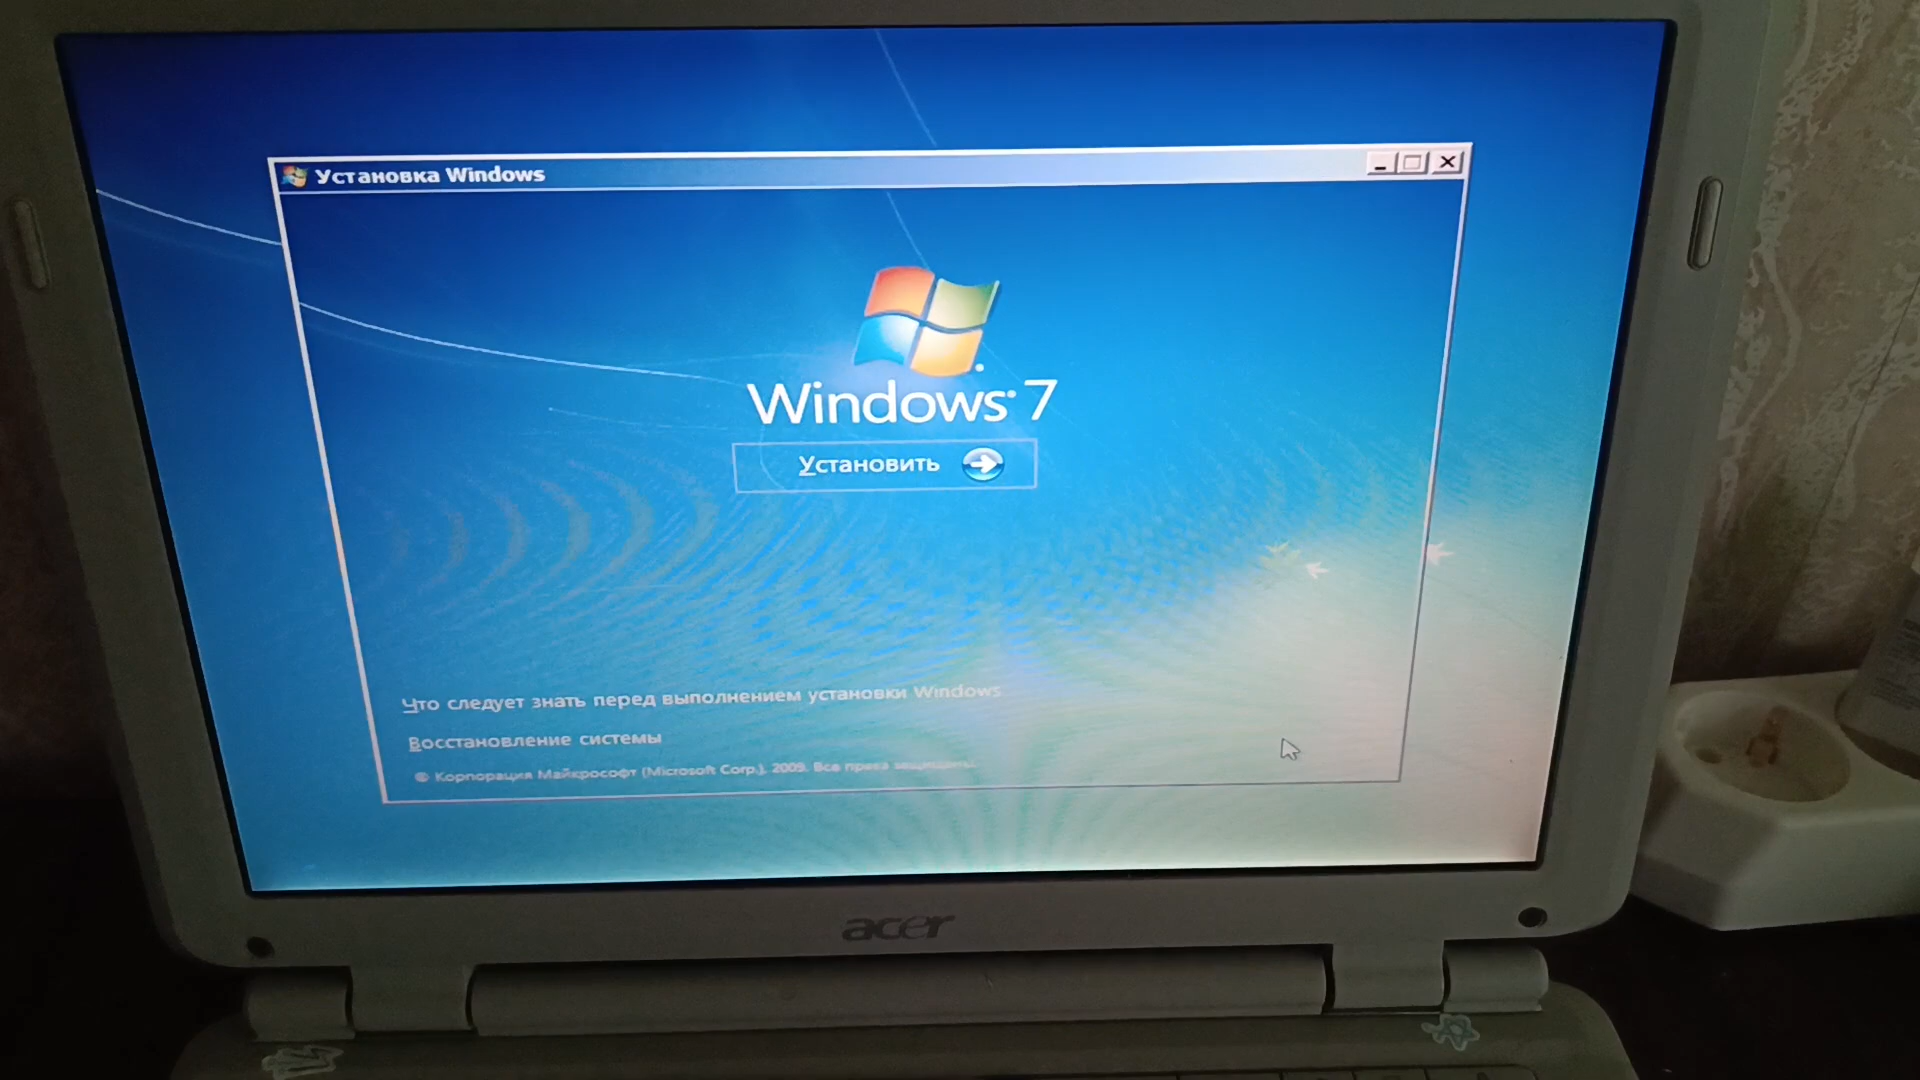 Установка Windows
Windows 7
Установить
Что следует знать перед выполнением установки Windows
Восстановление системы
© Корпорация Майкрософт (Microsoft Corp.), 2009. Все права защищены.
acer